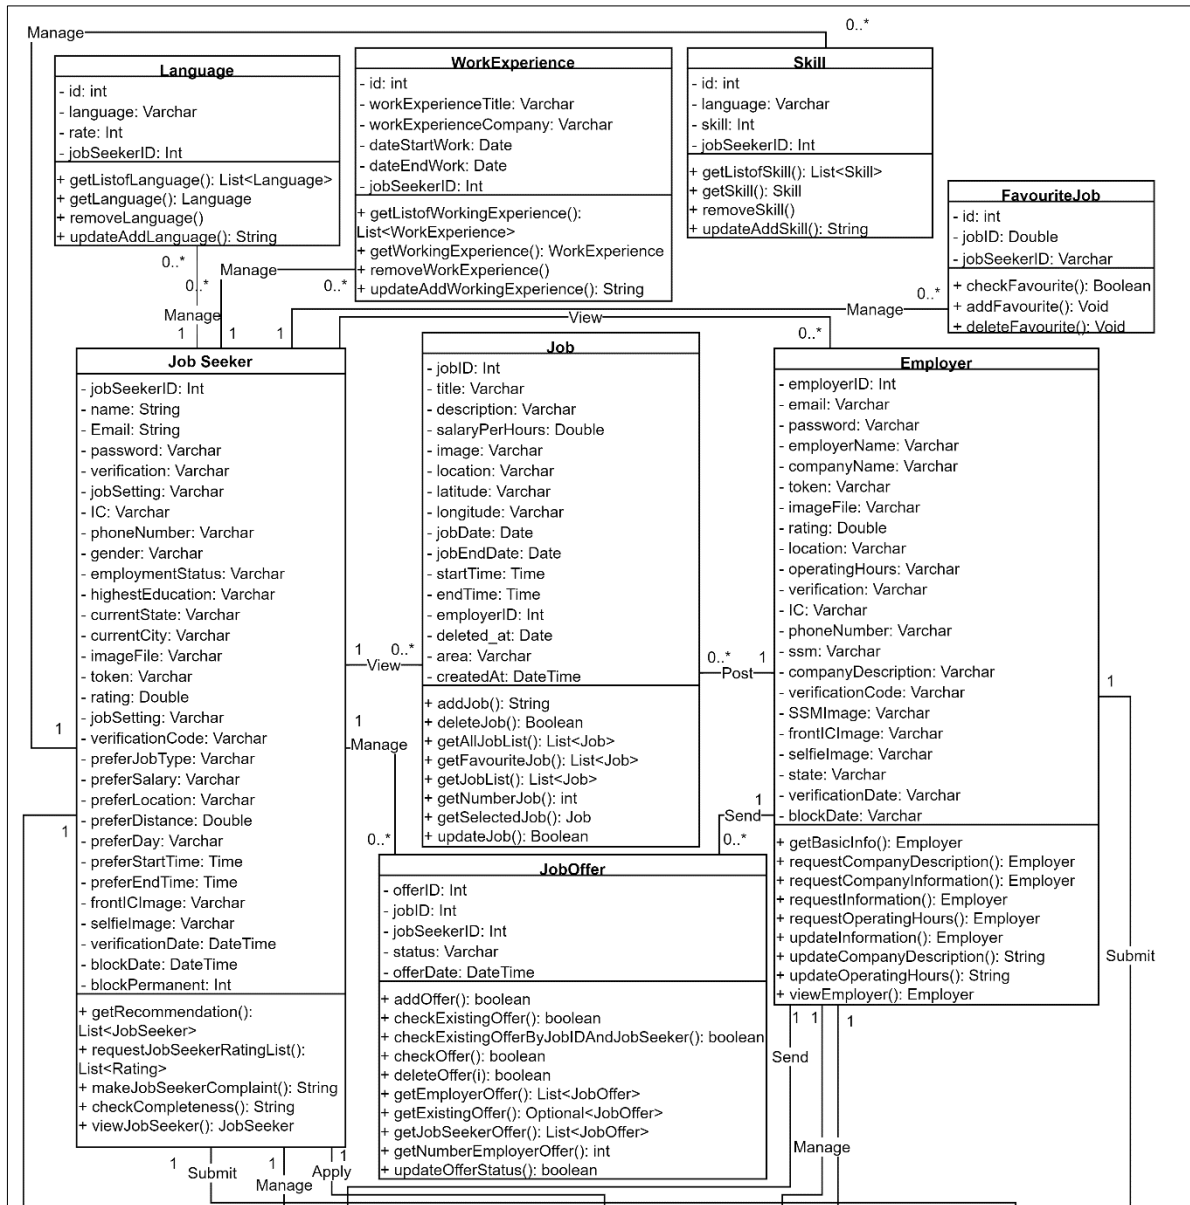 Manage
0..*
Language
- id: int
- language: Varchar
- rate: Int
- jobSeekerID: Int
+ getListofLanguage(): List<Language>
+ getLanguage(): Language
+ removeLanguage()
+ updateAddLanguage(): String
WorkExperience
- id: int
- workExperienceTitle: Varchar
- workExperienceCompany: Varchar
- dateStartWork: Date
- dateEndWork: Date
- jobSeekerID: Int
+ getListofWorkingExperience():
List<WorkExperience>
+ getWorkingExperience(): WorkExperience
+ removeWorkExperience()
+ updateAddWorkingExperience(): String
Skill
- id: int
- language: Varchar
- skill: Int
- jobSeekerID: Int
+ getListofSkill(): List<Skill>
+ getSkill(): Skill
+ removeSkill()
+ updateAddSkill(): String
FavouriteJob
- id: int
- jobID: Double
- jobSeekerID: Varchar
+ checkFavourite(): Boolean
+ addFavourite(): Void
+ deleteFavourite(): Void
0..*
Manage
0..*
0..*
0..*
Manage
Manage
View
1
1
1
0..*
Job Seeker
- jobSeekerID: Int
- name: String
- Email: String
- password: Varchar
- verification: Varchar
- jobSetting: Varchar
- IC: Varchar
- phoneNumber: Varchar
- gender: Varchar
- employmentStatus: Varchar
- highestEducation: Varchar
- currentState: Varchar
- currentCity: Varchar
- imageFile: Varchar
- token: Varchar
- rating: Double
- jobSetting: Varchar
- verificationCode: Varchar
- preferJobType: Varchar
- preferSalary: Varchar
- preferLocation: Varchar
- preferDistance: Double
- preferDay: Varchar
- preferStartTime: Time
- preferEndTime: Time
- frontICImage: Varchar
- selfieImage: Varchar
- verificationDate: DateTime
- blockDate: DateTime
- blockPermanent: Int
+ getRecommendation():
List<JobSeeker>
+ requestJobSeekerRatingList():
List<Rating>
+ makeJobSeekerComplaint(): String
+ checkCompleteness(): String
+ viewJobSeeker(): JobSeeker
Job
- jobID: Int
- title: Varchar
- description: Varchar
- salaryPerHours: Double
- image: Varchar
- location: Varchar
- latitude: Varchar
- longitude: Varchar
- jobDate: Date
- jobEndDate: Date
- startTime: Time
- endTime: Time
- employerID: Int
- deleted_at: Date
- area: Varchar
- createdAt: DateTime
+ addJob(): String
+ deleteJob(): Boolean
+ getAllJobList(): List<Job>
+ getFavouriteJob(): List<Job>
+ getJobList(): List<Job>
+ getNumberJob(): int
+ getSelectedJob(): Job
+ updateJob(): Boolean
Employer
- employerID: Int
- email: Varchar
- password: Varchar
- employerName: Varchar
- companyName: Varchar
- token: Varchar
- imageFile: Varchar
- rating: Double
- location: Varchar
- operatingHours: Varchar
- verification: Varchar
- IC: Varchar
- phoneNumber: Varchar
- ssm: Varchar
- companyDescription: Varchar
- verificationCode: Varchar
- SSMImage: Varchar
- frontICImage: Varchar
- selfieImage: Varchar
- state: Varchar
- verificationDate: Varchar
- blockDate: Varchar
+ getBasicInfo(): Employer
+ requestCompanyDescription(): Employer
+ requestCompanyInformation(): Employer
+ requestInformation(): Employer
+ requestOperatingHours(): Employer
+ updateInformation(): Employer
+ updateCompanyDescription(): String
+ updateOperatingHours(): String
+ viewEmployer(): Employer
1 0..*
View
0..* 1
Post
1
1
1
Manage
1
1
Send
0..*
0..*
JobOffer
- offerID: Int
- jobID: Int
- jobSeekerID: Int
- status: Varchar
- offerDate: DateTime
+ addOffer(): boolean
+ checkExistingOffer(): boolean
+ checkExistingOfferByJobIDAndJobSeeker(): boolean
+ checkOffer(): boolean
+ deleteOffer(i): boolean
+ getEmployerOffer(): List<JobOffer>
+ getExistingOffer(): Optional<JobOffer>
+ getJobSeekerOffer(): List<JobOffer>
+ getNumberEmployerOffer(): int
+ updateOfferStatus(): boolean
Submit
1 1 1
Send
Manage
1 Submit
1 Manage
1 Apply